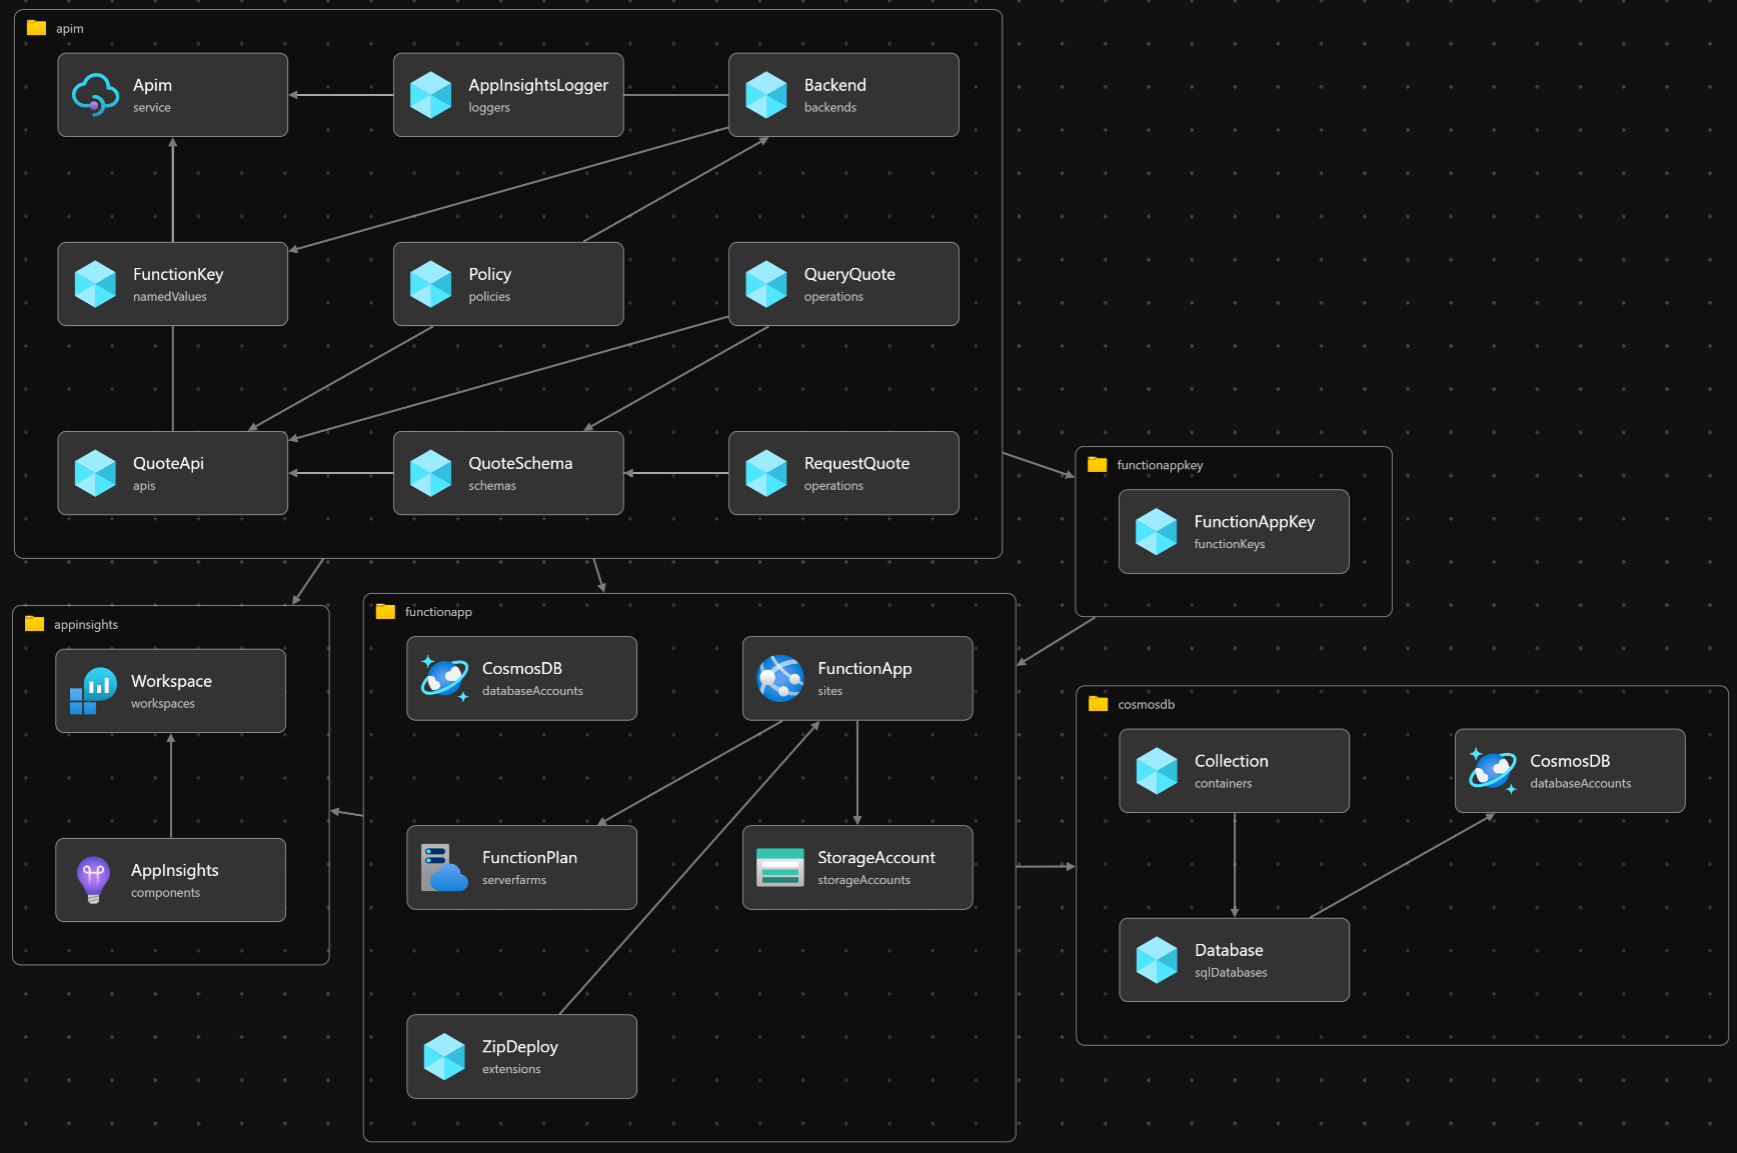 apim
Apim
service
AppInsightsLogger
loggers
Backend
backends
FunctionKey
namedValues
Policy
policies
QueryQuote
operations
QuoteApi
apis
QuoteSchema
schemas
RequestQuote
operations
functionappkey
FunctionAppKey
functionKeys
appinsights
Workspace
workspaces
AppInsights
components
functionapp
CosmosDB
databaseAccounts
FunctionApp
sites
FunctionPlan
serverfarms
StorageAccount
storageAccounts
ZipDeploy
extensions
cosmosdb
Collection
containers
CosmosDB
databaseAccounts
Database
sqlDatabases